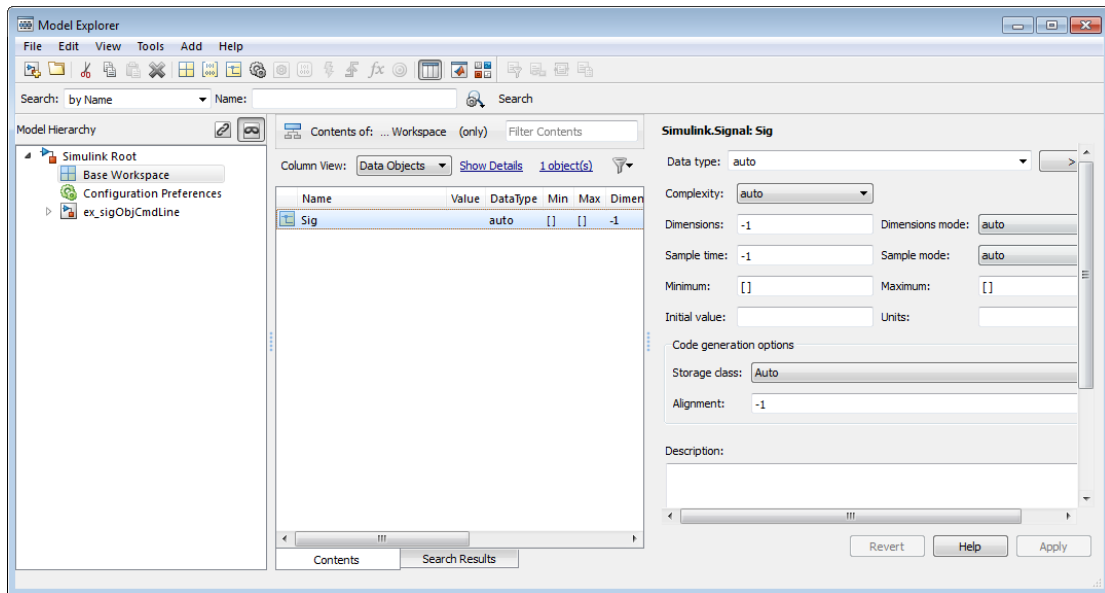 Model Explorer
File Edit View Tools Add Help
fx
Search: by Name Name: Search
Model Hierarchy
Simulink Root
Base Workspace
Configuration Preferences
ex_sigObjCmdLine
Contents of: ... Workspace (only) Filter Contents
Column View: Data Objects Show Details 1 object(s)
Name Value DataType Min Max Dimen
Sig auto [] [] -1
Contents Search Results
Simulink.Signal: Sig
Data type: auto >
Complexity: auto
Dimensions: -1 Dimensions mode: auto
Sample time: -1 Sample mode: auto
Minimum: [] Maximum: []
Initial value: Units:
Code generation options
Storage class: Auto
Alignment: -1
Description:
Revert Help Apply